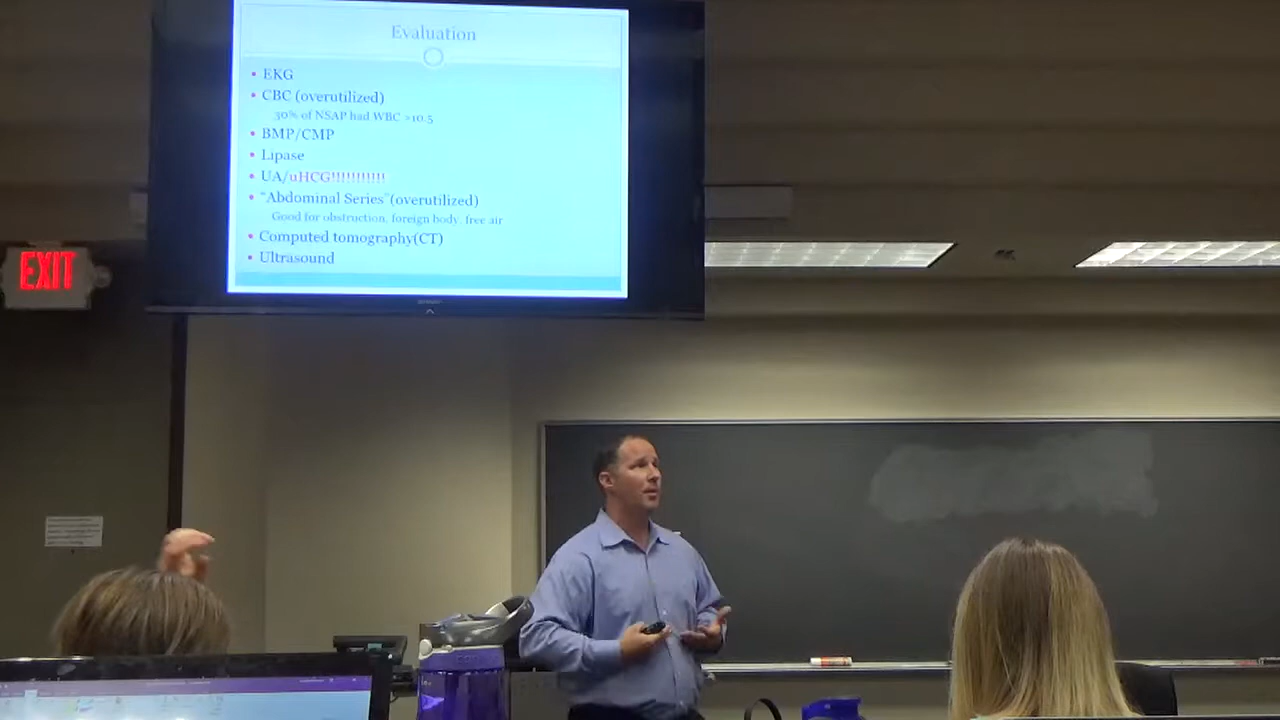 Evaluation
• EKG
• CBC (overutilized)
30% of NSAP had WBC >10.5
• BMP/CMP
• Lipase
• UA/uHCG!!!!!!!!!!!
• "Abdominal Series"(overutilized)
Good for obstruction, foreign body, free air
• Computed tomography(CT)
• Ultrasound
EXIT